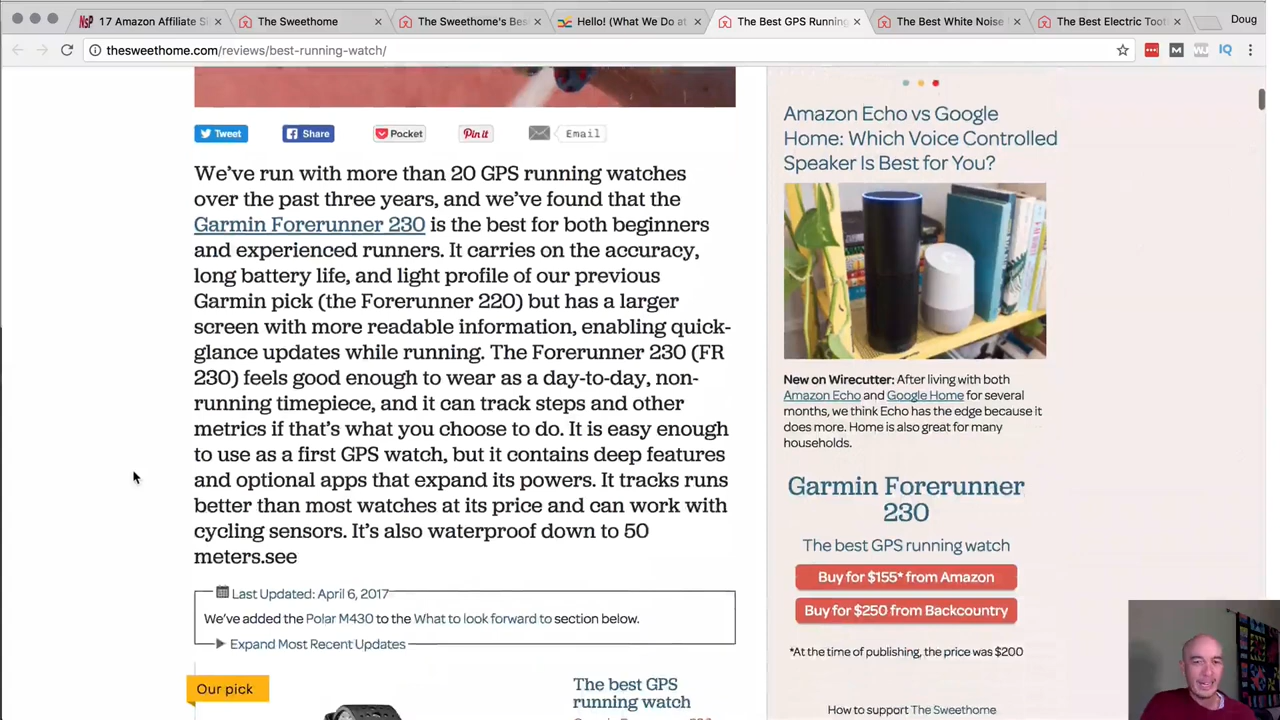 17 Amazon Affiliate Si
The Sweethome
The Sweethome's Bes
Hello! (What We Do at
The Best GPS Running
The Best White Noise
The Best Electric Toot
Doug
thesweethome.com/reviews/best-running-watch/
Tweet
Share
Pocket
Pin it
Email
We've run with more than 20 GPS running watches
over the past three years, and we've found that the
Garmin Forerunner 230 is the best for both beginners
and experienced runners. It carries on the accuracy,
long battery life, and light profile of our previous
Garmin pick (the Forerunner 220) but has a larger
screen with more readable information, enabling quick-
glance updates while running. The Forerunner 230 (FR
230) feels good enough to wear as a day-to-day, non-
running timepiece, and it can track steps and other
metrics if that's what you choose to do. It is easy enough
to use as a first GPS watch, but it contains deep features
and optional apps that expand its powers. It tracks runs
better than most watches at its price and can work with
cycling sensors. It's also waterproof down to 50
meters.see
Last Updated: April 6, 2017
We've added the Polar M430 to the What to look forward to section below.
Expand Most Recent Updates
Our pick
The best GPS
running watch
Amazon Echo vs Google
Home: Which Voice Controlled
Speaker Is Best for You?
New on Wirecutter: After living with both
Amazon Echo and Google Home for several
months, we think Echo has the edge because it
does more. Home is also great for many
households.
Garmin Forerunner
230
The best GPS running watch
Buy for $155* from Amazon
Buy for $250 from Backcountry
*At the time of publishing, the price was $200
How to support The Sweethome